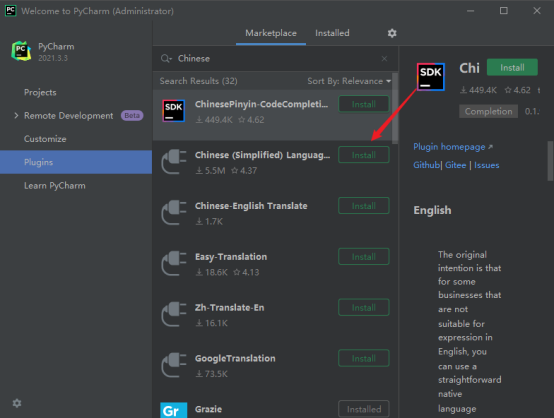 Welcome to PyCharm (Administrator)
PyCharm
2021.3.3
Projects
Remote Development Beta
Customize
Plugins
Learn PyCharm
Marketplace Installed
Chinese
Search Results (32) Sort By: Relevance
SDK ChinesePinyin-CodeCompleti... Install
449.4K 4.62
Chinese (Simplified) Languag... Install
5.5M 4.37
Chinese-English Translate Install
1.7K
Easy-Translation Install
18.6K 4.13
Zh-Translate-En Install
16.1K
GoogleTranslation Install
73.5K
Gr Grazie Installed
SDK Chi Install
449.4K 4.62
Completion 0.1.
Plugin homepage
Github| Gitee | Issues
English
The original
intention is that
for some
businesses that
are not
suitable for
expression in
English, you
can use a
straightforward
native
language